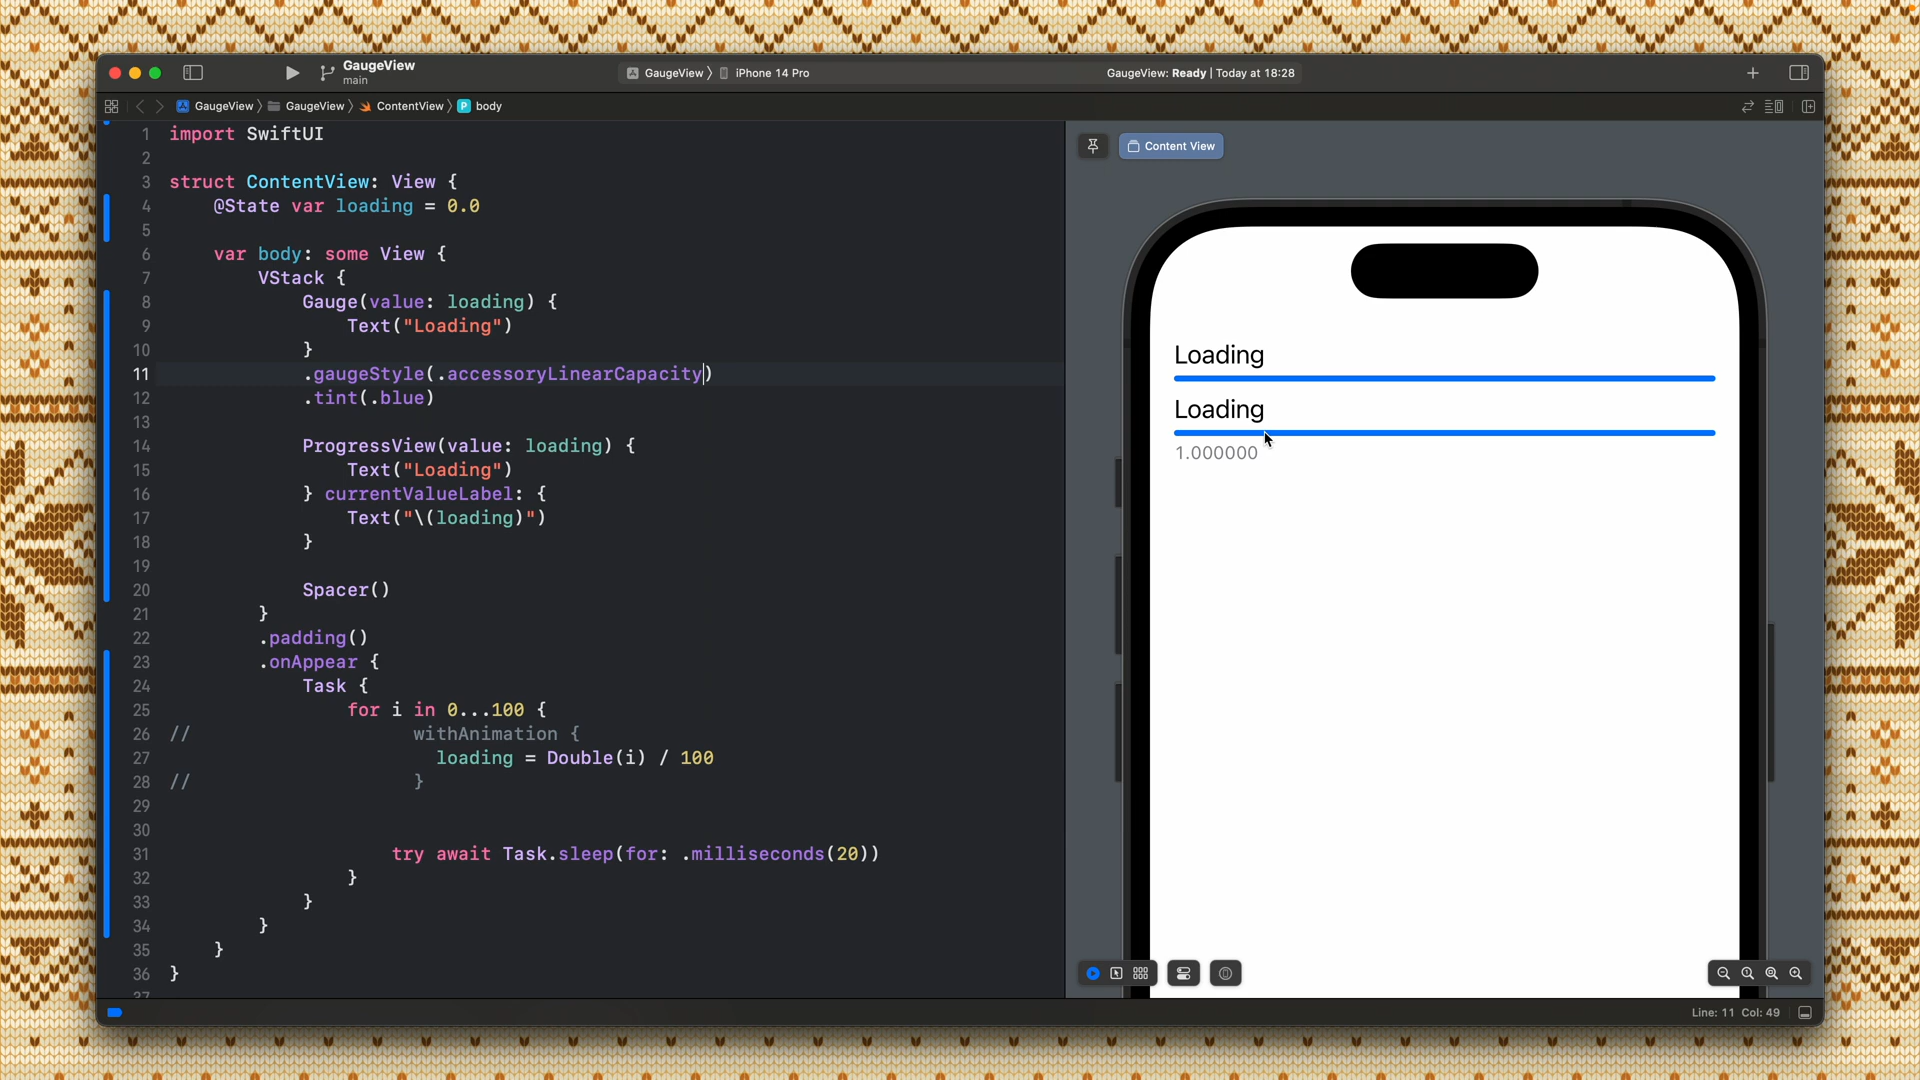 GaugeView
main
GaugeView 〉 iPhone 14 Pro
GaugeView: Ready | Today at 18:28
GaugeView 〉 GaugeView 〉 ContentView 〉 P body
1 import SwiftUI
2
3 struct ContentView: View {
4     @State var loading = 0.0
5
6     var body: some View {
7         VStack {
8             Gauge(value: loading) {
9                 Text("Loading")
10             }
11             .gaugeStyle(.accessoryLinearCapacity)
12             .tint(.blue)
13
14             ProgressView(value: loading) {
15                 Text("Loading")
16             } currentValueLabel: {
17                 Text("\(loading)")
18             }
19
20             Spacer()
21         }
22         .padding()
23         .onAppear {
24             Task {
25                 for i in 0...100 {
26 //                    withAnimation {
27                         loading = Double(i) / 100
28 //                    }
29
30
31                     try await Task.sleep(for: .milliseconds(20))
32                 }
33             }
34         }
35     }
36 }
37
Content View
Loading
Loading
1.000000
Line: 11 Col: 49